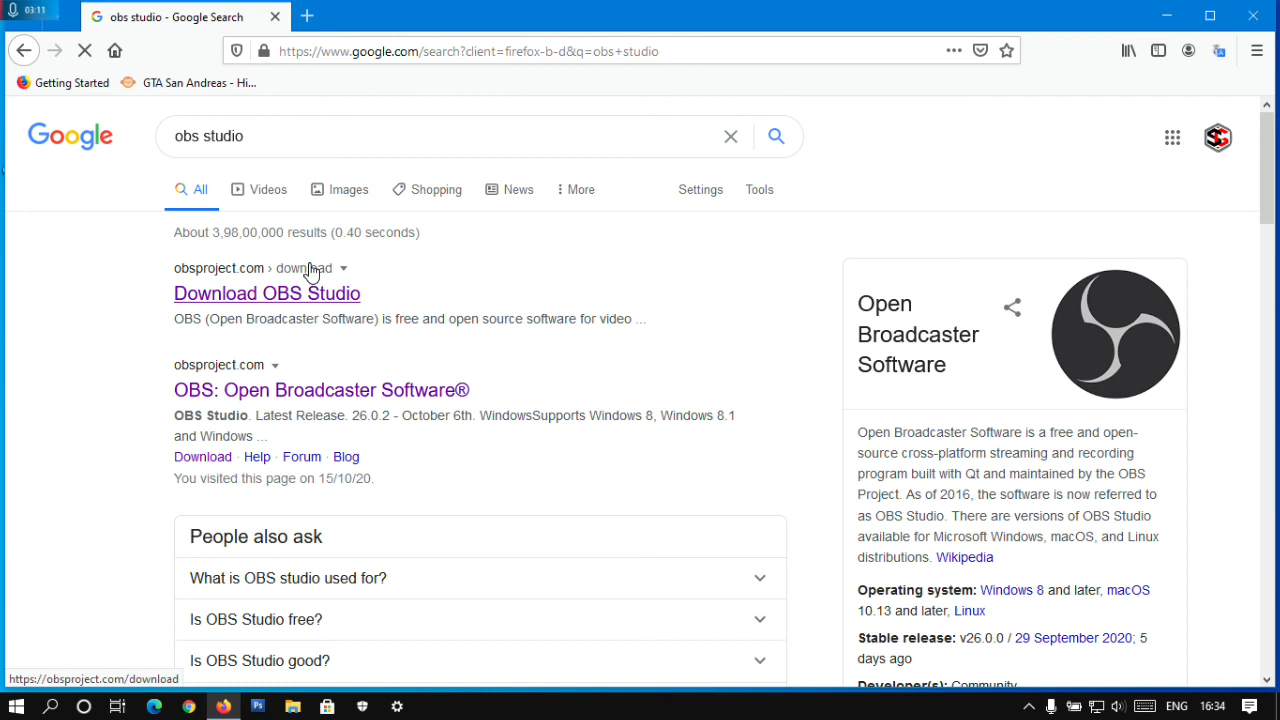 03:11
obs studio - Google Search
https://www.google.com/search?client=firefox-b-d&q=obs+studio
Getting Started
GTA San Andreas - Hi...
Google
obs studio
All
Videos
Images
Shopping
News
More
Settings
Tools
About 3,98,00,000 results (0.40 seconds)
obsproject.com › download
Download OBS Studio
OBS (Open Broadcaster Software) is free and open source software for video ...
obsproject.com
OBS: Open Broadcaster Software®
OBS Studio. Latest Release. 26.0.2 - October 6th. WindowsSupports Windows 8, Windows 8.1
and Windows ...
Download · Help · Forum · Blog
You visited this page on 15/10/20.
People also ask
What is OBS studio used for?
Is OBS Studio free?
Is OBS Studio good?
Open
Broadcaster
Software
Open Broadcaster Software is a free and open-
source cross-platform streaming and recording
program built with Qt and maintained by the OBS
Project. As of 2016, the software is now referred to
as OBS Studio. There are versions of OBS Studio
available for Microsoft Windows, macOS, and Linux
distributions. Wikipedia
Operating system: Windows 8 and later, macOS
10.13 and later, Linux
Stable release: v26.0.0 / 29 September 2020; 5
days ago
Developer(s): Community
https://obsproject.com/download
ENG
16:34